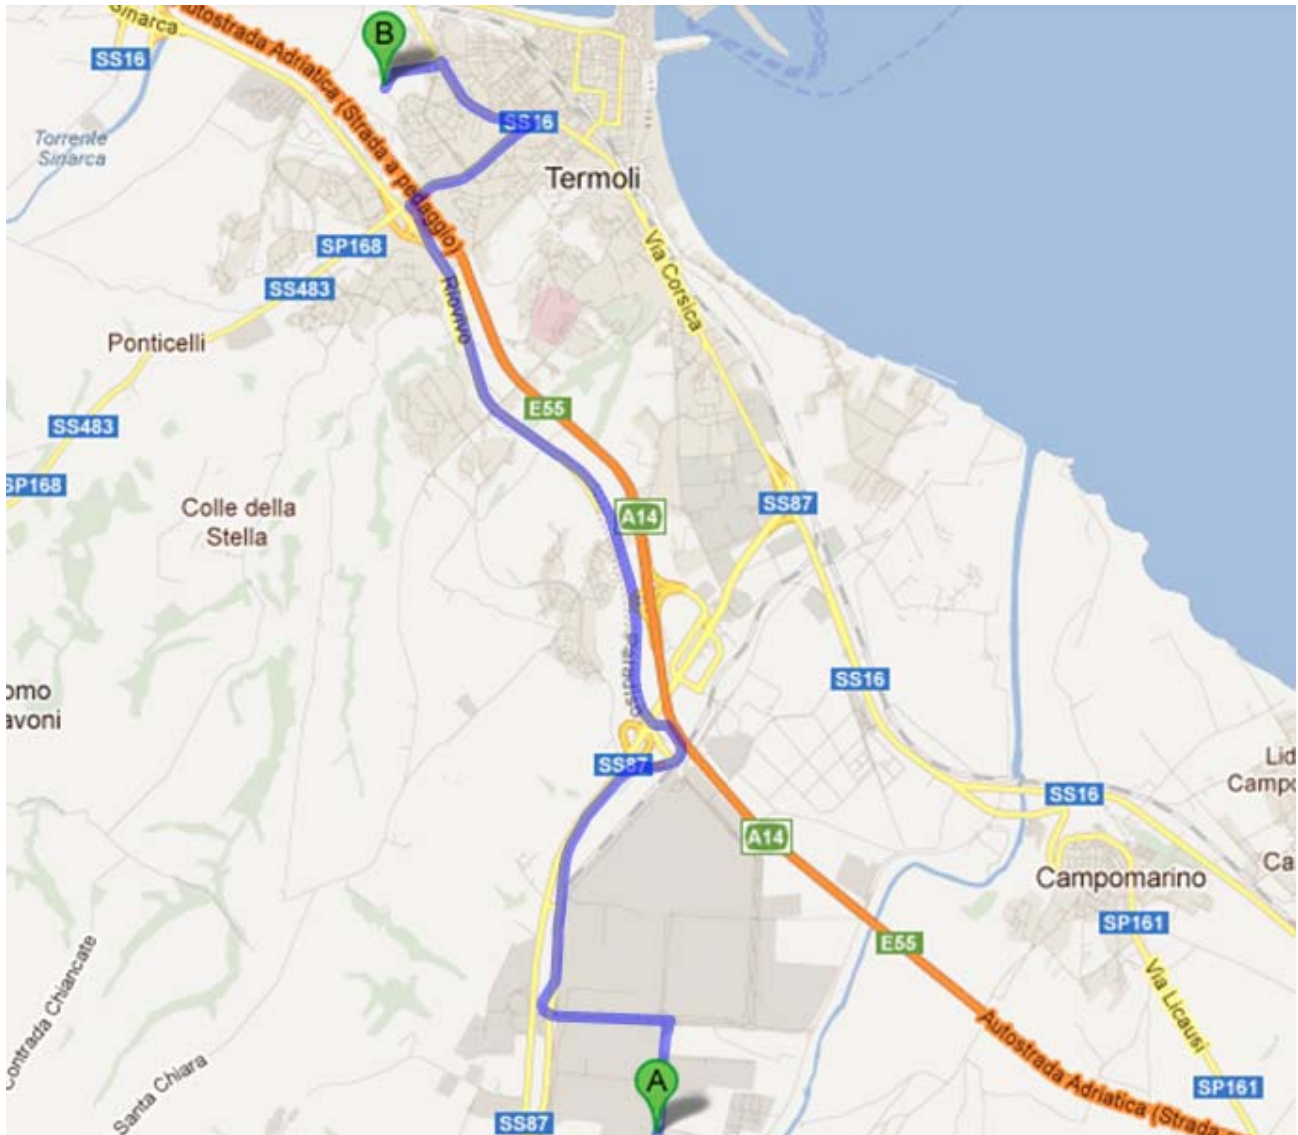 Sinarca
Autostrada Adriatica (Strada a pedaggio)
B
SS16
Torrente
Sinarca
SS16
Termoli
SP168
SS483
Via Corsica
Rilovivo
Ponticelli
E55
SS483
SP168
Colle della
Stella
SS87
A14
SS16
omo
avoni
SS87
Lid
Campo
SS16
A14
Campomarino
Ca
SP161
E55
Contrada Chiancate
Via Licausi
Autostrada Adriatica (Strada
Santa Chiara
A
SP161
SS87